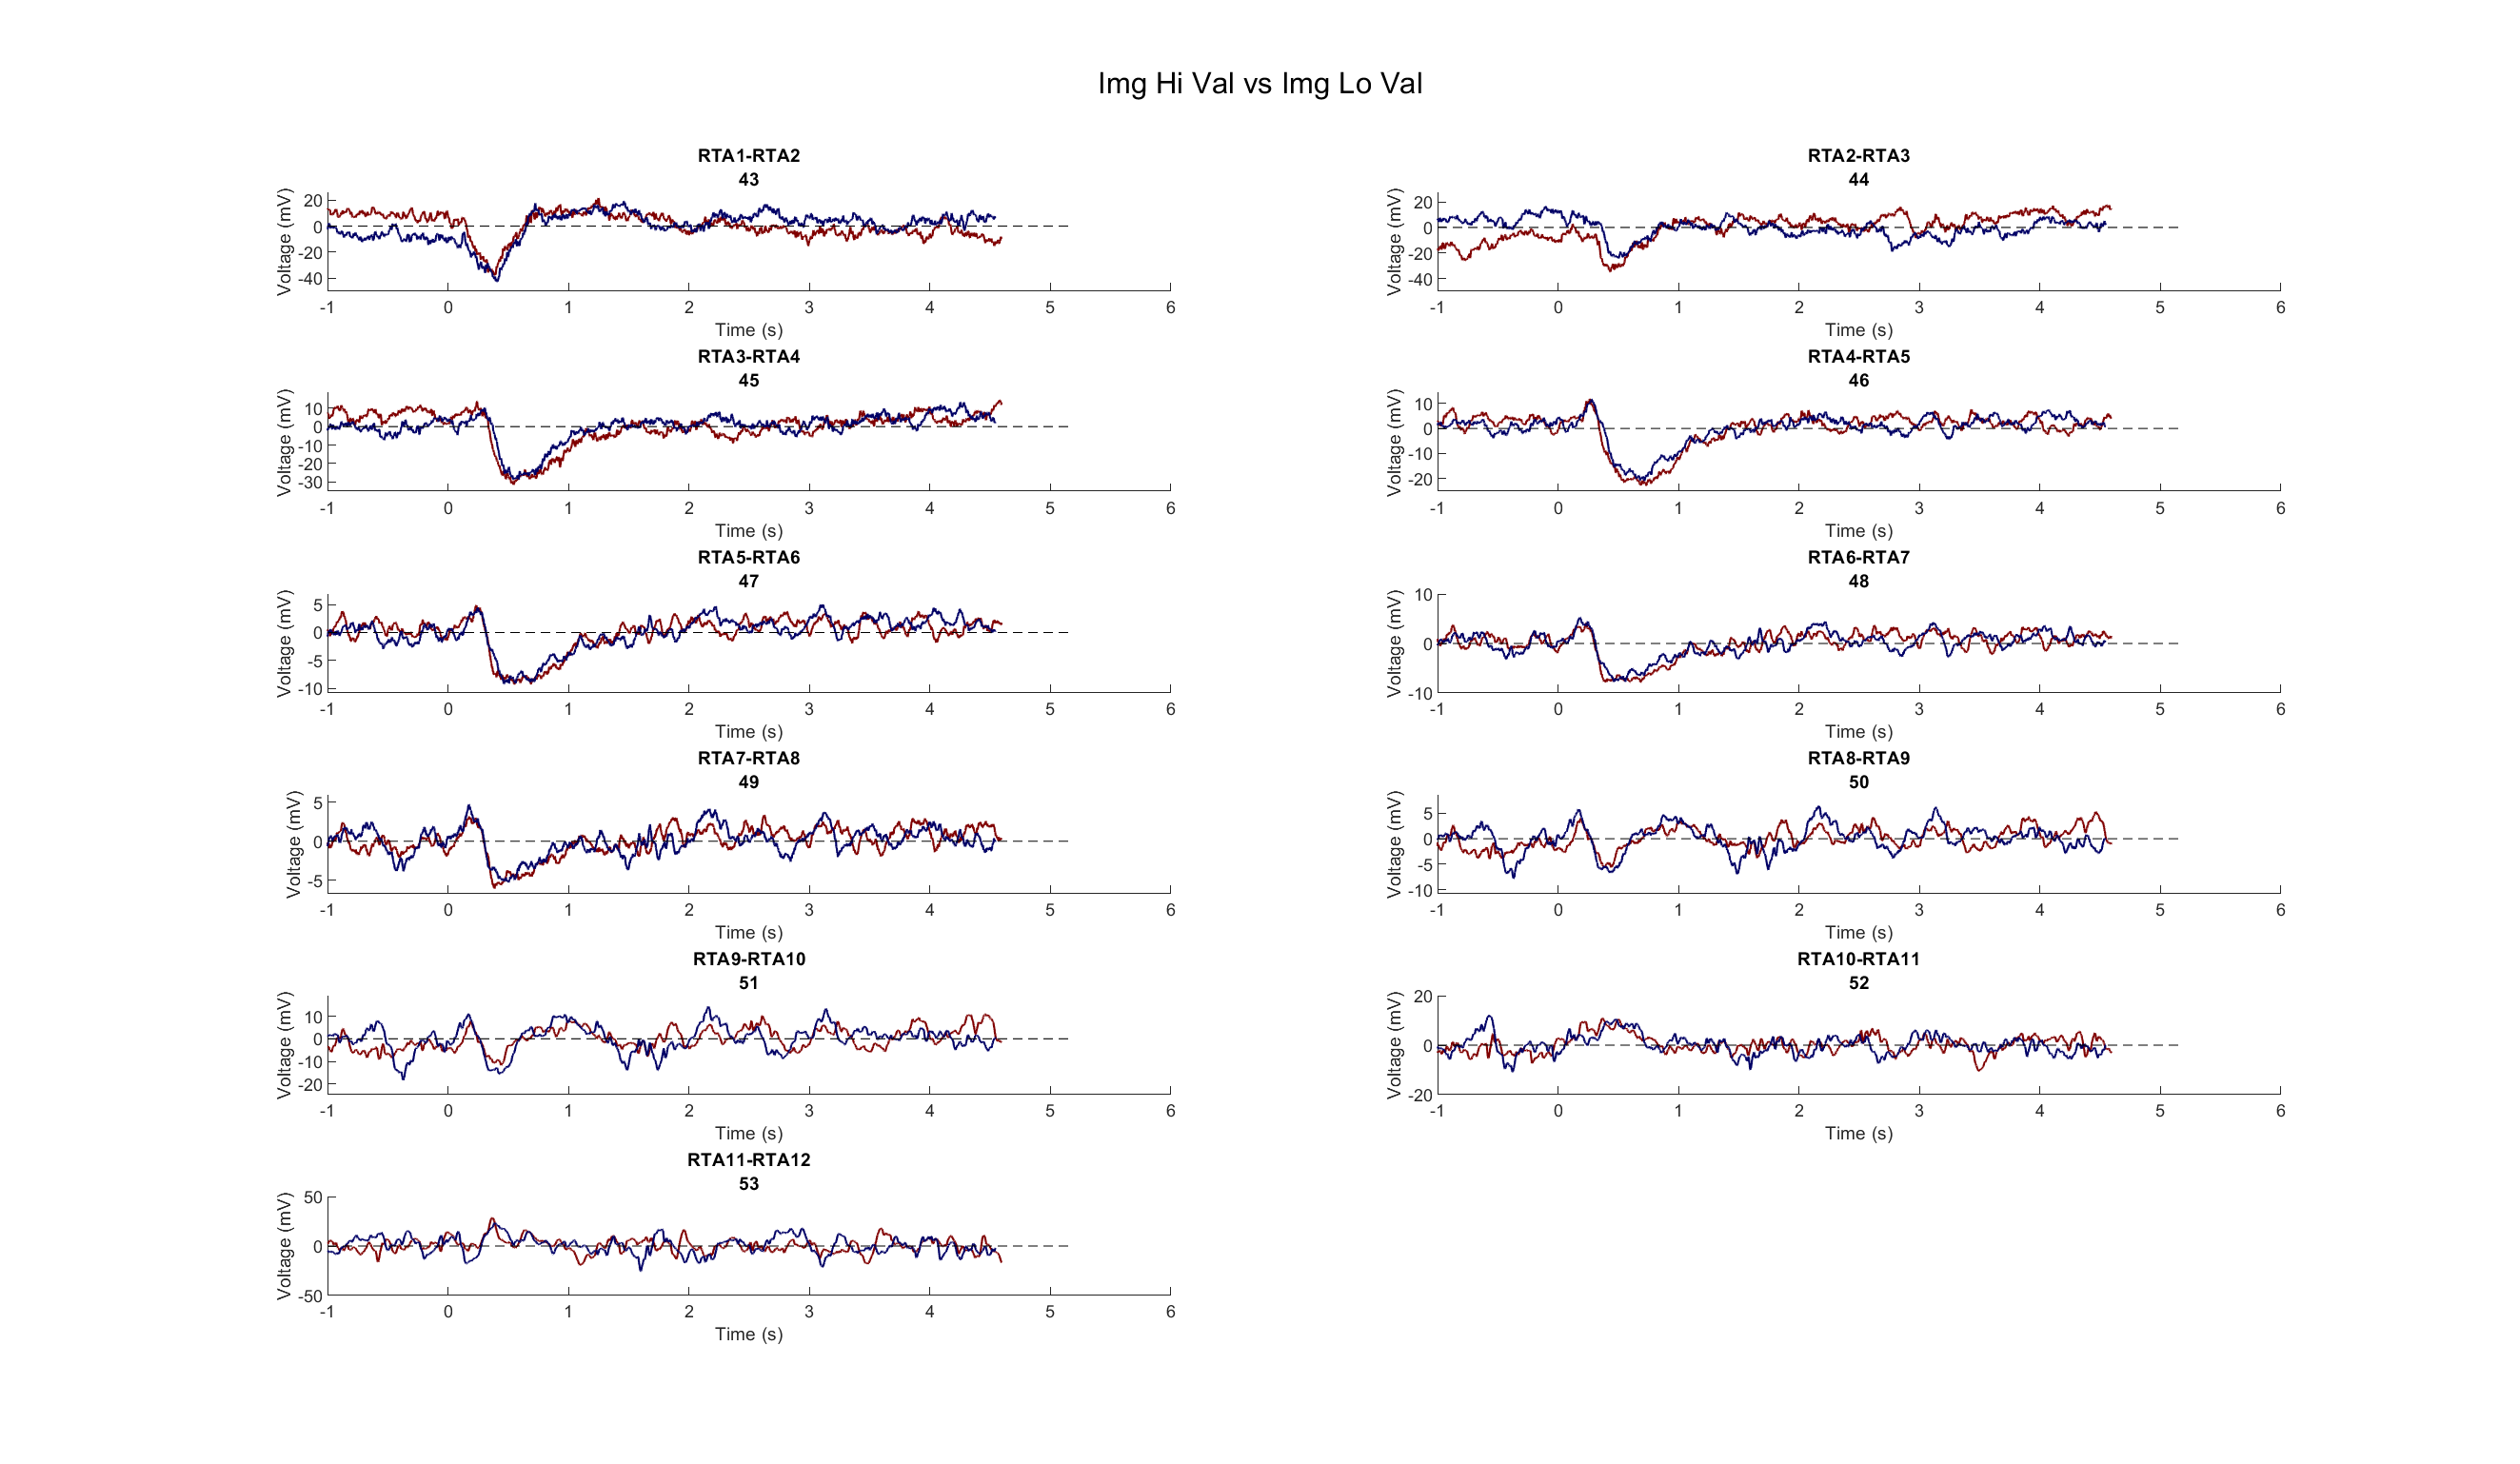 Img Hi Val vs Img Lo Val
RTA1-RTA2
43
Voltage (mV)
20
0
-20
-40
-1 0 1 2 3 4 5 6
Time (s)
RTA2-RTA3
44
Voltage (mV)
20
0
-20
-40
-1 0 1 2 3 4 5 6
Time (s)
RTA3-RTA4
45
Voltage (mV)
10
0
-10
-20
-30
-1 0 1 2 3 4 5 6
Time (s)
RTA4-RTA5
46
Voltage (mV)
10
0
-10
-20
-1 0 1 2 3 4 5 6
Time (s)
RTA5-RTA6
47
Voltage (mV)
5
0
-5
-10
-1 0 1 2 3 4 5 6
Time (s)
RTA6-RTA7
48
Voltage (mV)
10
0
-10
-1 0 1 2 3 4 5 6
Time (s)
RTA7-RTA8
49
Voltage (mV)
5
0
-5
-1 0 1 2 3 4 5 6
Time (s)
RTA8-RTA9
50
Voltage (mV)
5
0
-5
-10
-1 0 1 2 3 4 5 6
Time (s)
RTA9-RTA10
51
Voltage (mV)
10
0
-10
-20
-1 0 1 2 3 4 5 6
Time (s)
RTA10-RTA11
52
Voltage (mV)
20
0
-20
-1 0 1 2 3 4 5 6
Time (s)
RTA11-RTA12
53
Voltage (mV)
50
0
-50
-1 0 1 2 3 4 5 6
Time (s)